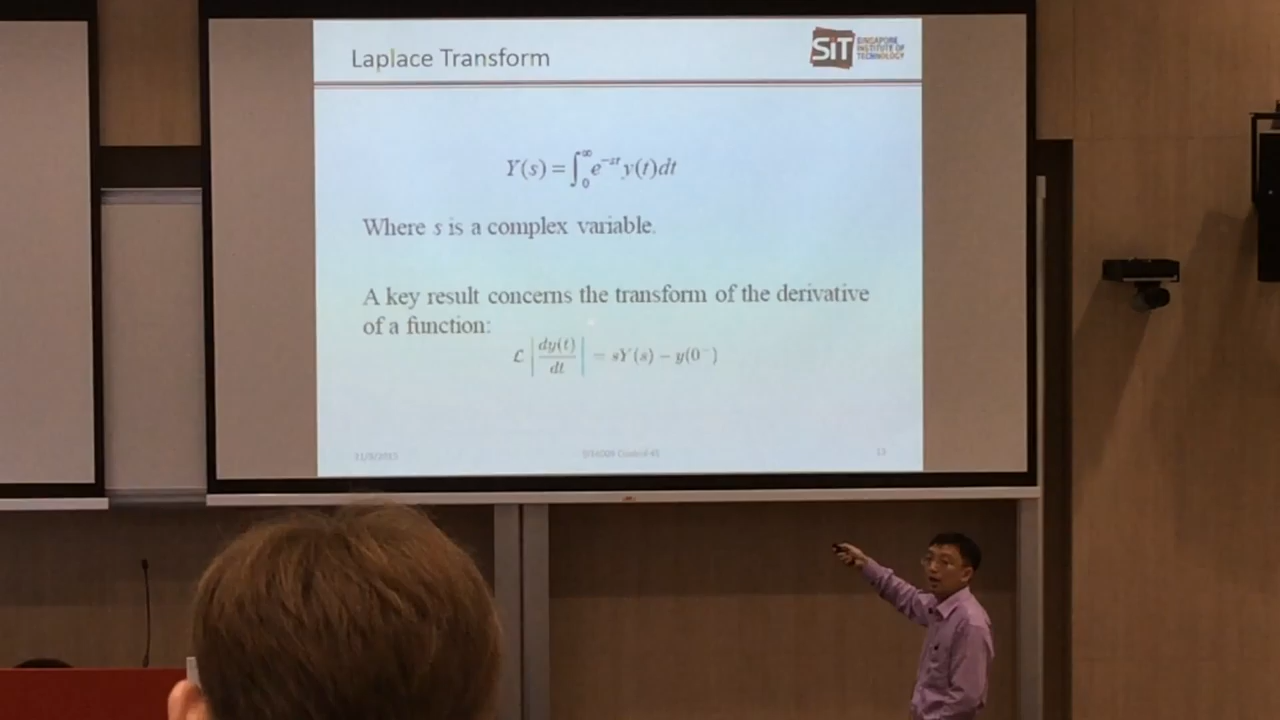 Laplace Transform
SiT SINGAPORE
INSTITUTE OF
TECHNOLOGY
Y(s) = ∫₀^∞ e^{-st} y(t)dt
Where s is a complex variable.
A key result concerns the transform of the derivative
of a function:
ℒ |dy(t)/dt| = sY(s) − y(0⁻)
13